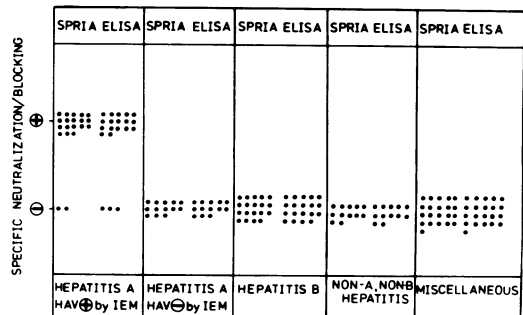 SPRIA ELISA SPRIA ELISA SPRIA ELISA SPRIA ELISA SPRIA ELISA
SPECIFIC NEUTRALIZATION/BLOCKING
⊕
⊖
HEPATITIS A
HAV ⊕ by IEM
HEPATITIS A
HAV ⊖ by IEM
HEPATITIS B
NON-A, NON-B
HEPATITIS
MISCELLANEOUS